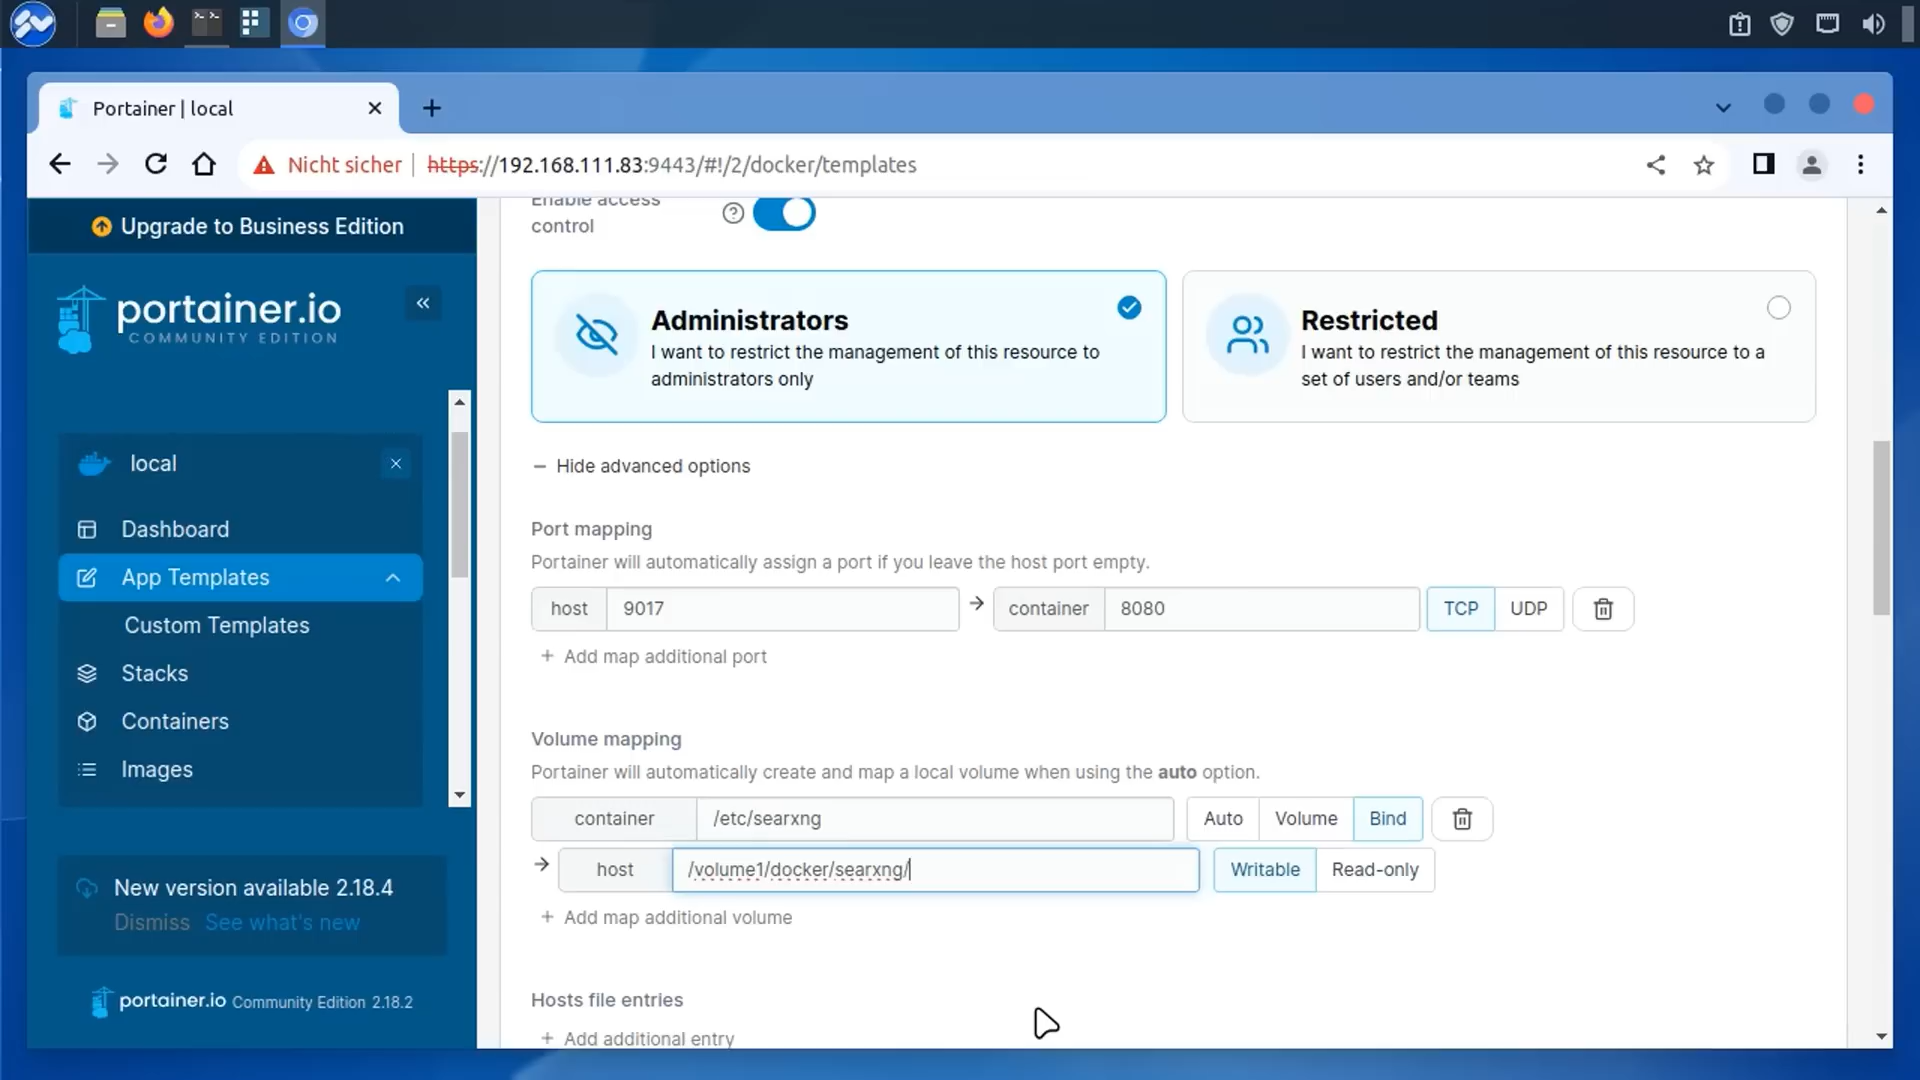 Portainer | local
Nicht sicher
https://192.168.111.83:9443/#!/2/docker/templates
Upgrade to Business Edition
portainer.io
COMMUNITY EDITION
local
Dashboard
App Templates
Custom Templates
Stacks
Containers
Images
New version available 2.18.4
Dismiss See what's new
portainer.io Community Edition 2.18.2
Enable access
control
Administrators
I want to restrict the management of this resource to
administrators only
Restricted
I want to restrict the management of this resource to a
set of users and/or teams
Hide advanced options
Port mapping
Portainer will automatically assign a port if you leave the host port empty.
host 9017 → container 8080 TCP UDP
+ Add map additional port
Volume mapping
Portainer will automatically create and map a local volume when using the auto option.
container /etc/searxng Auto Volume Bind
→ host /volume1/docker/searxng/ Writable Read-only
+ Add map additional volume
Hosts file entries
+ Add additional entry